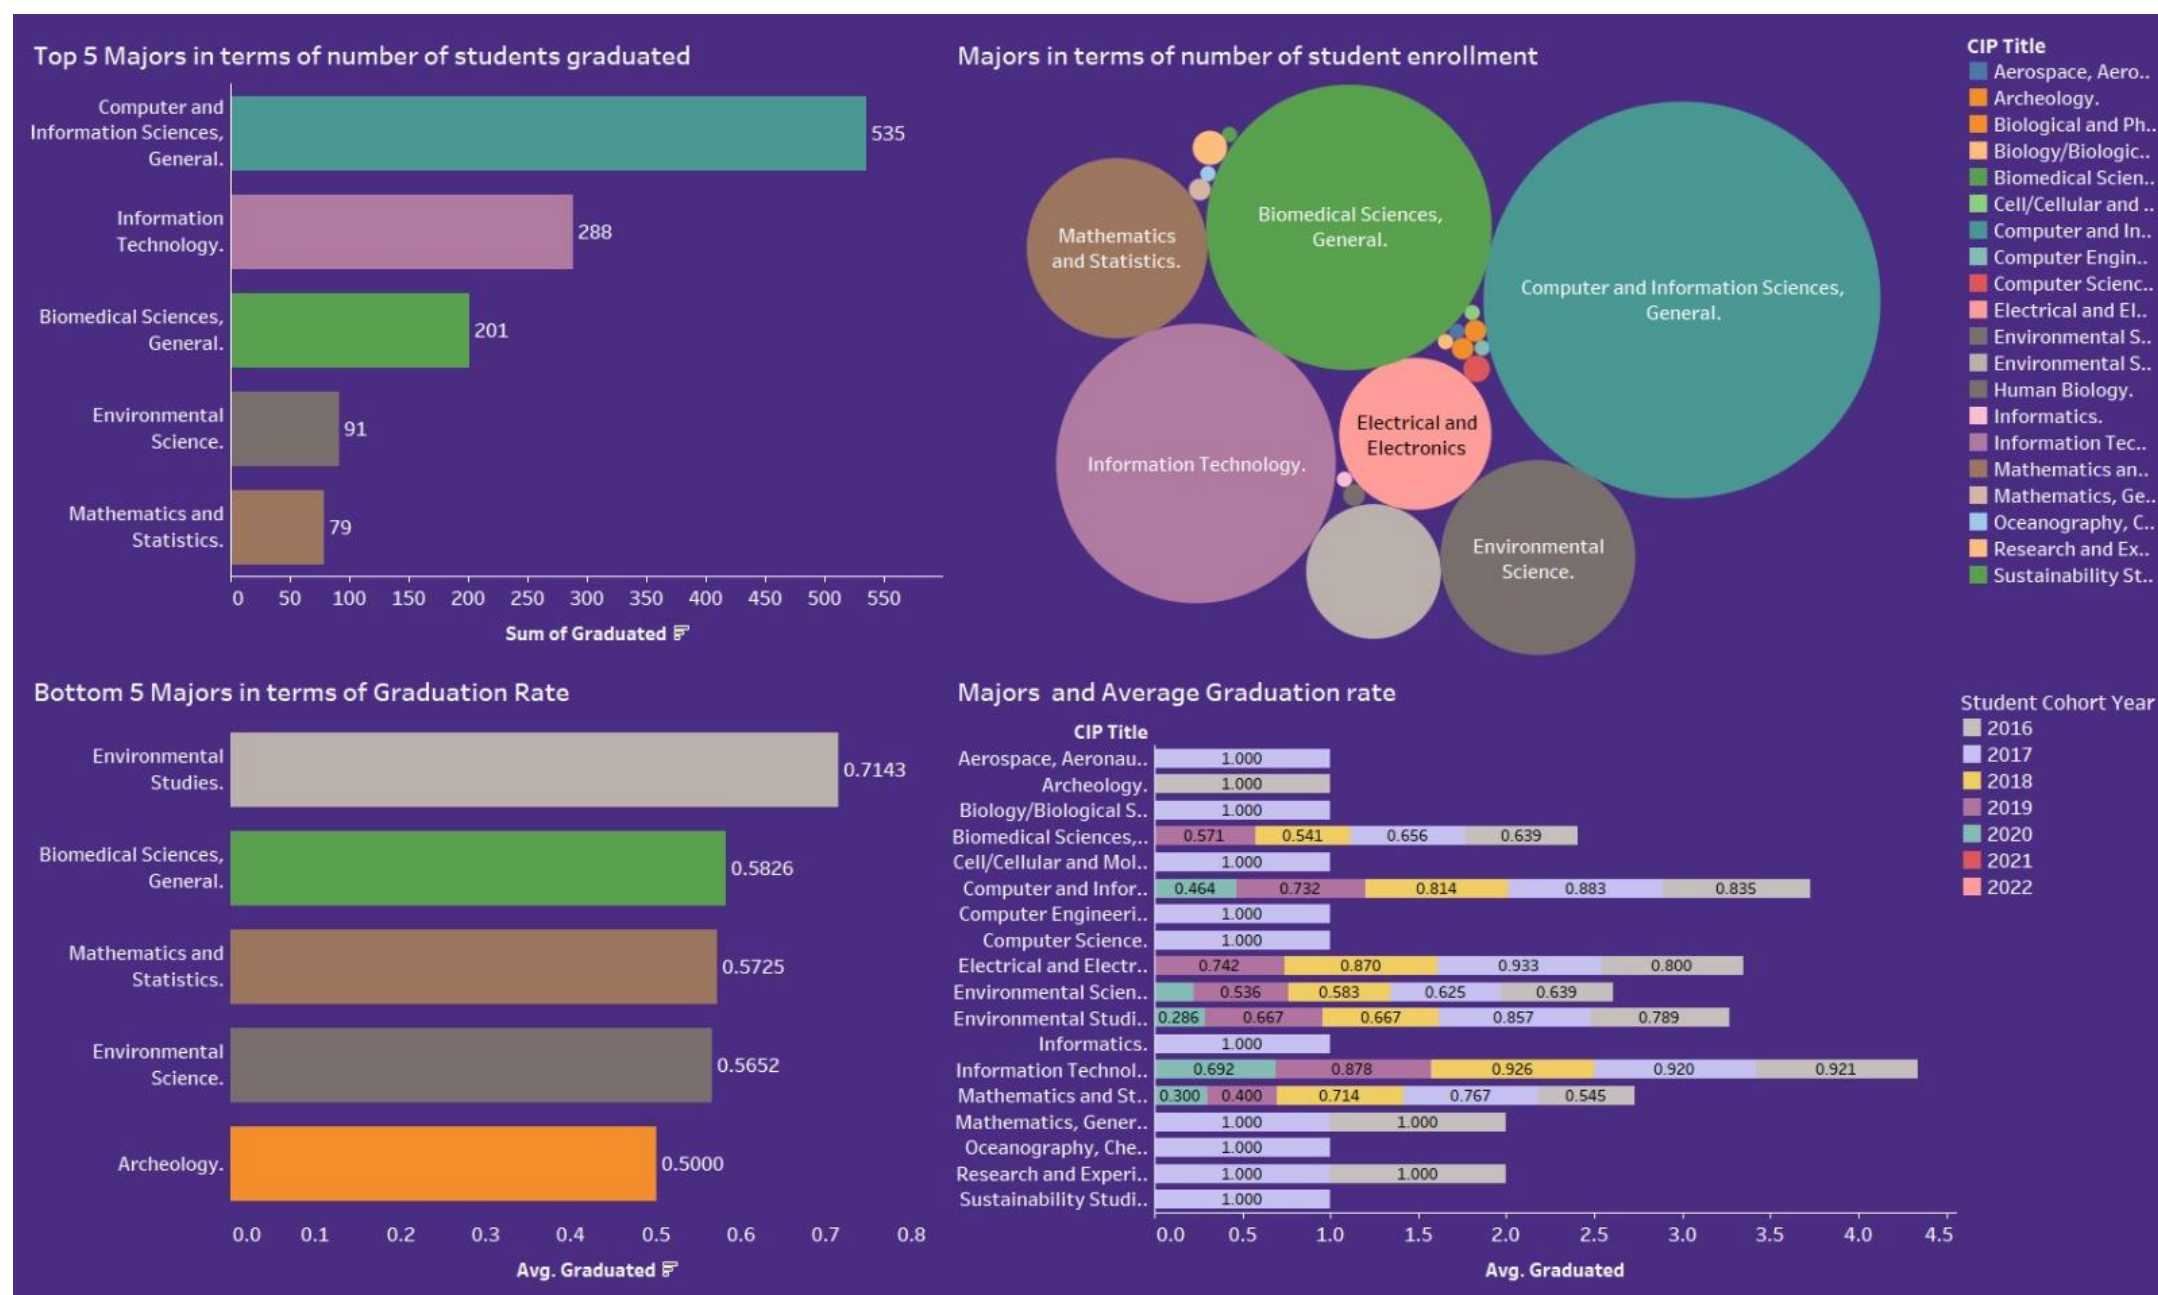 Top 5 Majors in terms of number of students graduated
Computer and
Information Sciences,
General.
535
Information
Technology.
288
Biomedical Sciences,
General.
201
Environmental
Science.
91
Mathematics and
Statistics.
79
0 50 100 150 200 250 300 350 400 450 500 550
Sum of Graduated
Majors in terms of number of student enrollment
Mathematics
and Statistics.
Biomedical Sciences,
General.
Computer and Information Sciences,
General.
Electrical and
Electronics
Information Technology.
Environmental
Science.
CIP Title
Aerospace, Aero..
Archeology.
Biological and Ph..
Biology/Biologic..
Biomedical Scien..
Cell/Cellular and ..
Computer and In..
Computer Engin..
Computer Scienc..
Electrical and El..
Environmental S..
Environmental S..
Human Biology.
Informatics.
Information Tec..
Mathematics an..
Mathematics, Ge..
Oceanography, C..
Research and Ex..
Sustainability St..
Bottom 5 Majors in terms of Graduation Rate
Environmental
Studies.
0.7143
Biomedical Sciences,
General.
0.5826
Mathematics and
Statistics.
0.5725
Environmental
Science.
0.5652
Archeology.
0.5000
0.0 0.1 0.2 0.3 0.4 0.5 0.6 0.7 0.8
Avg. Graduated
Majors and Average Graduation rate
CIP Title
Aerospace, Aeronau.. 1.000
Archeology. 1.000
Biology/Biological S.. 1.000
Biomedical Sciences,.. 0.571 0.541 0.656 0.639
Cell/Cellular and Mol.. 1.000
Computer and Infor.. 0.464 0.732 0.814 0.883 0.835
Computer Engineeri.. 1.000
Computer Science. 1.000
Electrical and Electr.. 0.742 0.870 0.933 0.800
Environmental Scien.. 0.536 0.583 0.625 0.639
Environmental Studi.. 0.286 0.667 0.667 0.857 0.789
Informatics. 1.000
Information Technol.. 0.692 0.878 0.926 0.920 0.921
Mathematics and St.. 0.300 0.400 0.714 0.767 0.545
Mathematics, Gener.. 1.000 1.000
Oceanography, Che.. 1.000
Research and Experi.. 1.000 1.000
Sustainability Studi.. 1.000
0.0 0.5 1.0 1.5 2.0 2.5 3.0 3.5 4.0 4.5
Avg. Graduated
Student Cohort Year
2016
2017
2018
2019
2020
2021
2022